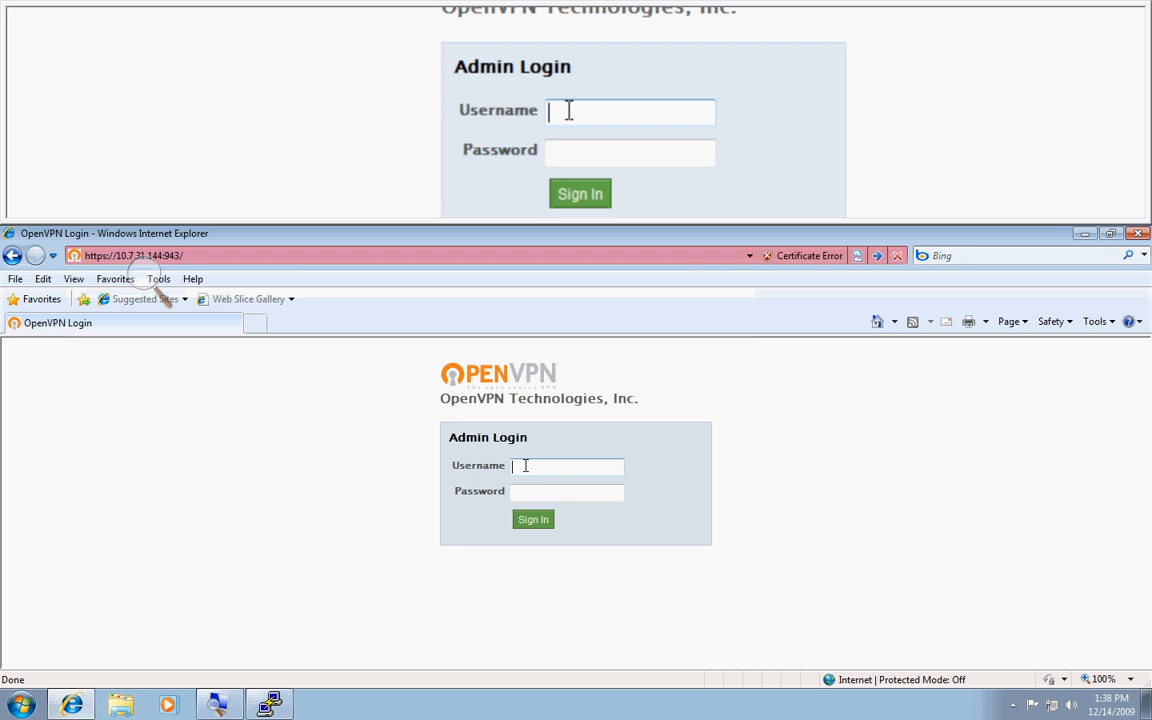 OpenVPN Technologies, Inc.
Admin Login
Username
Password
Sign In
OpenVPN Login - Windows Internet Explorer
https://10.7.31.144:943/
Certificate Error
Bing
File Edit View Favorites Tools Help
Favorites Suggested Sites Web Slice Gallery
OpenVPN Login
Page Safety Tools
OPENVPN
OpenVPN Technologies, Inc.
Admin Login
Username
Password
Sign In
Done
Internet | Protected Mode: Off
100%
1:38 PM
12/14/2009